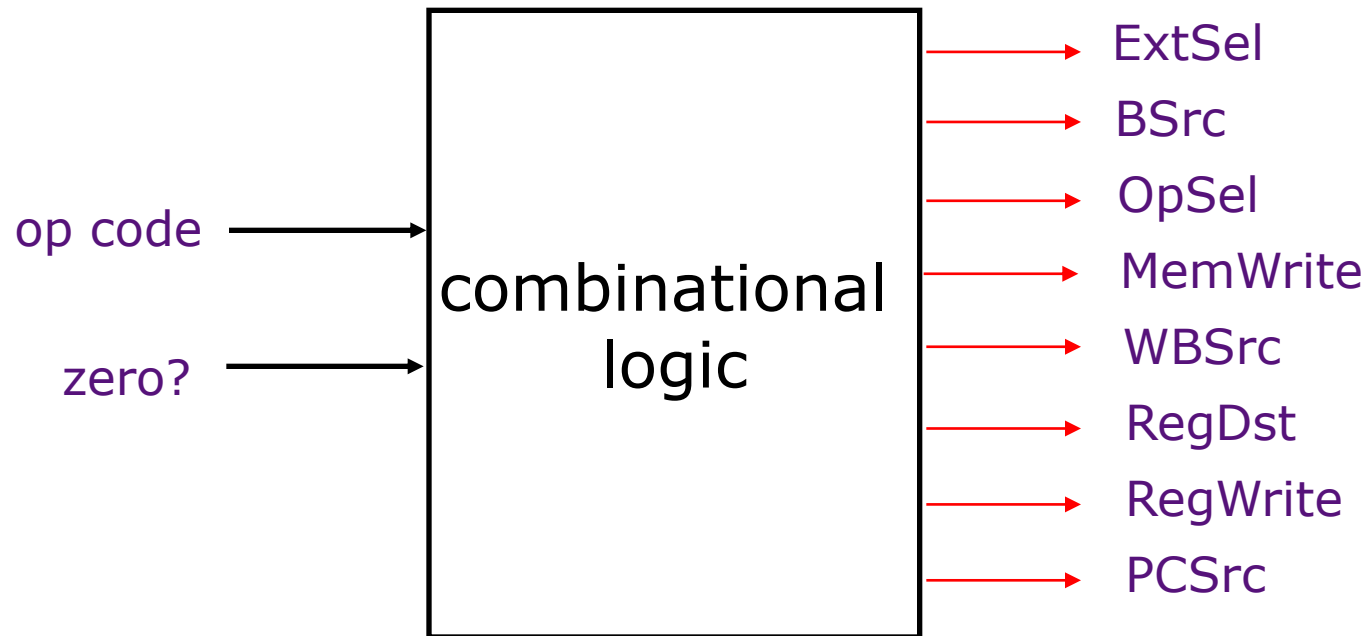 op code
zero?
combinational
logic
ExtSel
BSrc
OpSel
MemWrite
WBSrc
RegDst
RegWrite
PCSrc